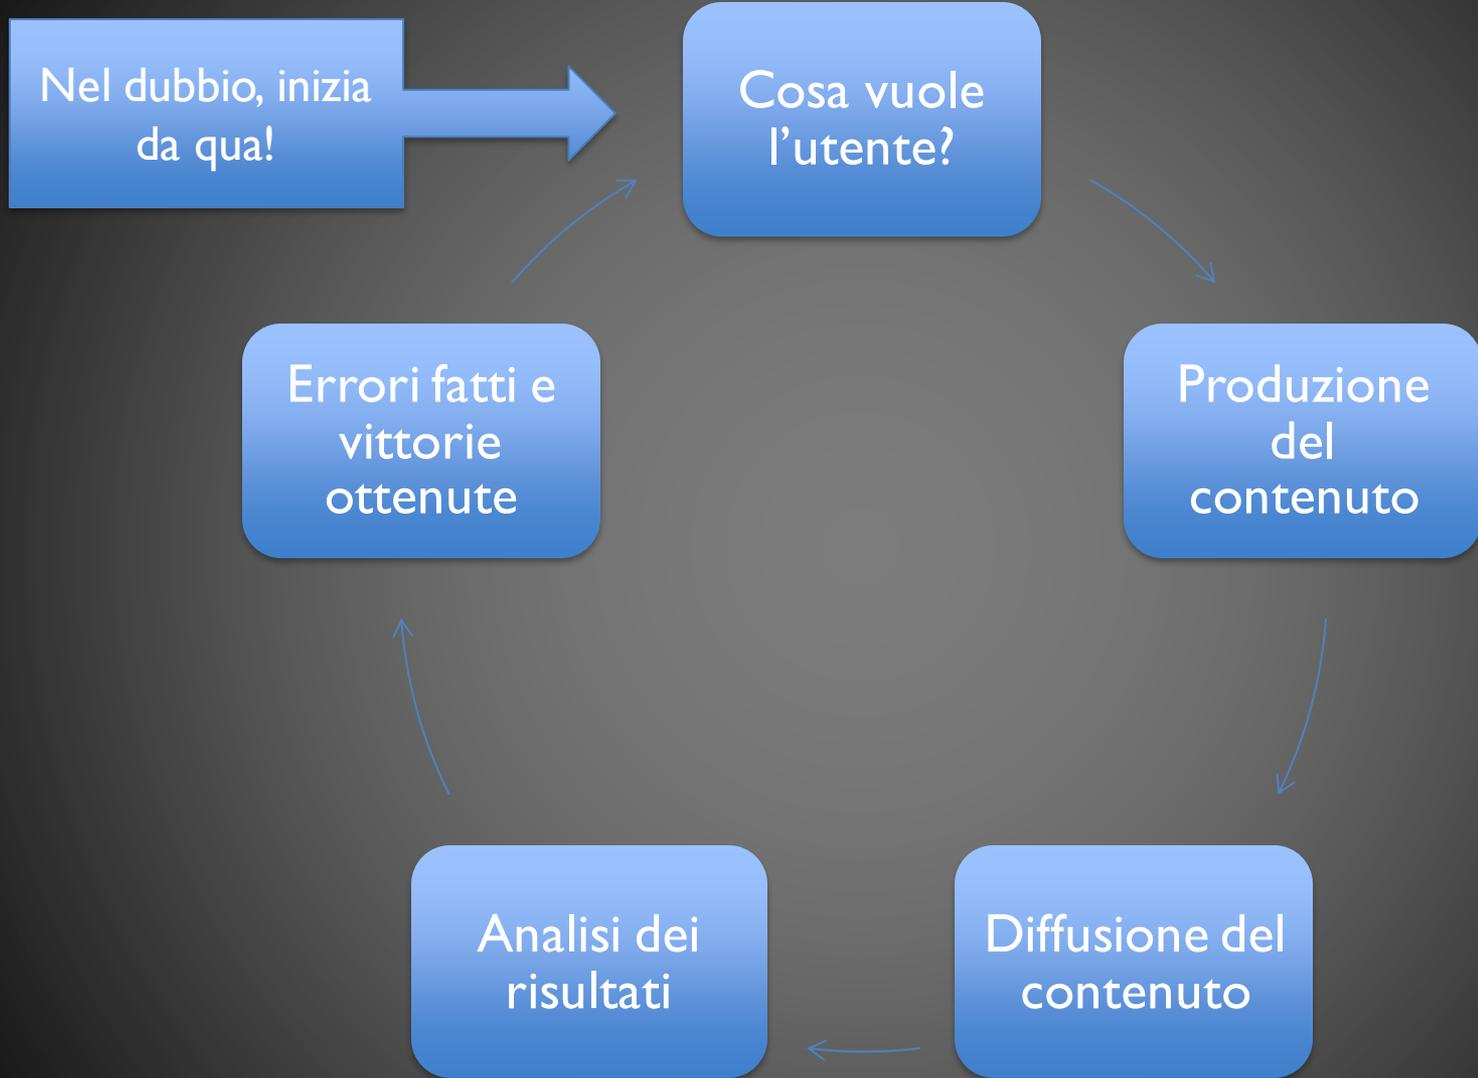 Nel dubbio, inizia
da qua!
Cosa vuole
l’utente?
Produzione
del
contenuto
Diffusione del
contenuto
Analisi dei
risultati
Errori fatti e
vittorie
ottenute